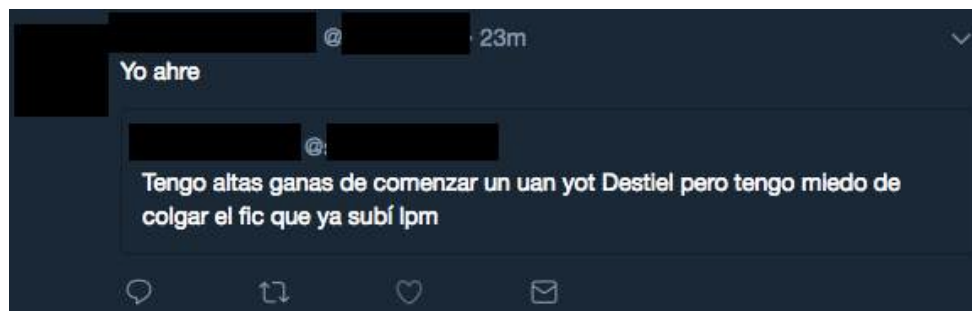 @ · 23m
Yo ahre
@
Tengo altas ganas de comenzar un uan yot Destiel pero tengo miedo de
colgar el fic que ya subí lpm